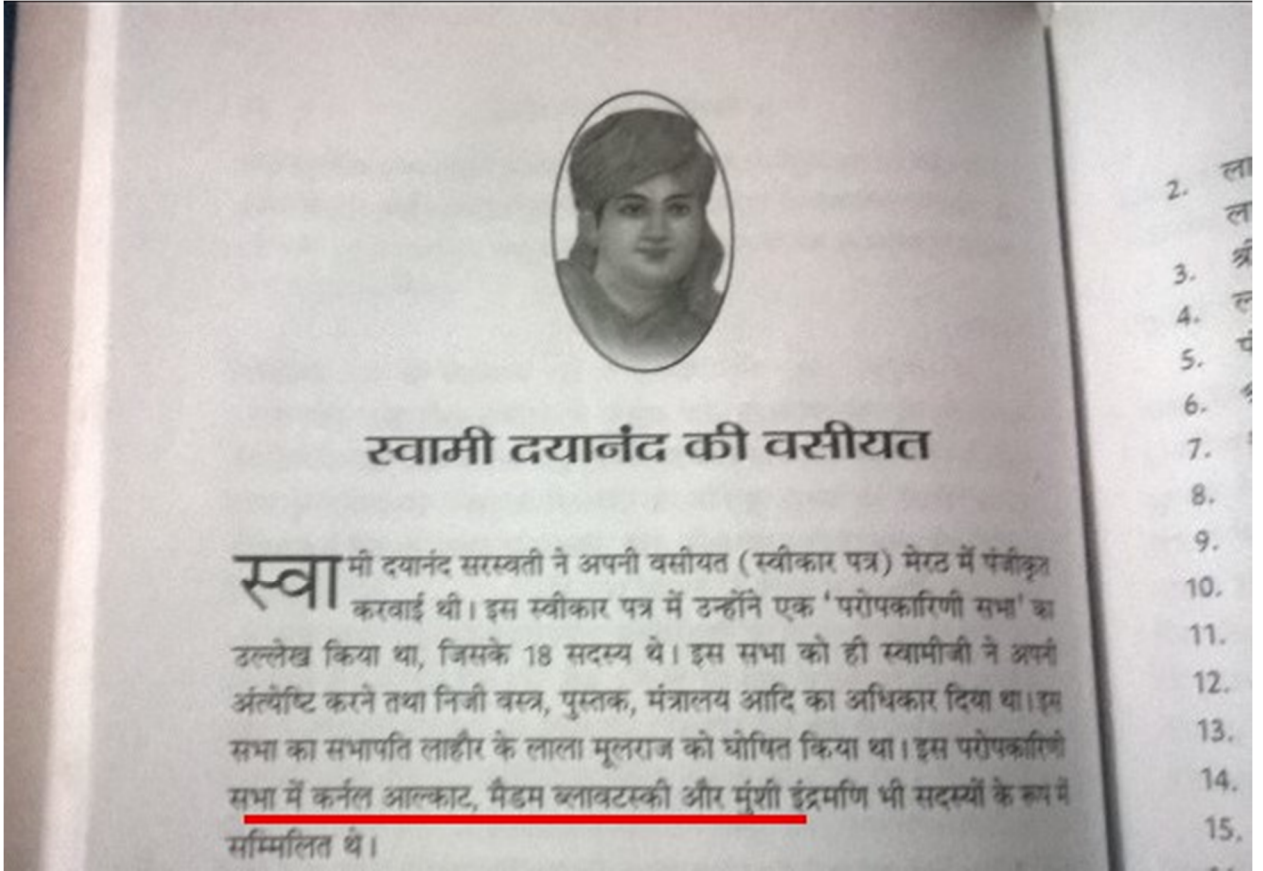 स्वामी दयानंद की वसीयत
स्वामी दयानंद सरस्वती ने अपनी वसीयत (स्वीकार पत्र) मेरठ में पंजीकृत
करवाई थी। इस स्वीकार पत्र में उन्होंने एक 'परोपकारिणी सभा' का
उल्लेख किया था, जिसके 18 सदस्य थे। इस सभा को ही स्वामीजी ने अपनी
अंत्येष्टि करने तथा निजी वस्त्र, पुस्तक, मंत्रालय आदि का अधिकार दिया था। इस
सभा का सभापति लाहौर के लाला मूलराज को घोषित किया था। इस परोपकारिणी
सभा में कर्नल आल्काट, मैडम ब्लावटस्की और मुंशी इंद्रमणि भी सदस्यों के रूप में
सम्मिलित थे।
2.
3.
4.
5.
6.
7.
8.
9.
10.
11.
12.
13.
14.
15.